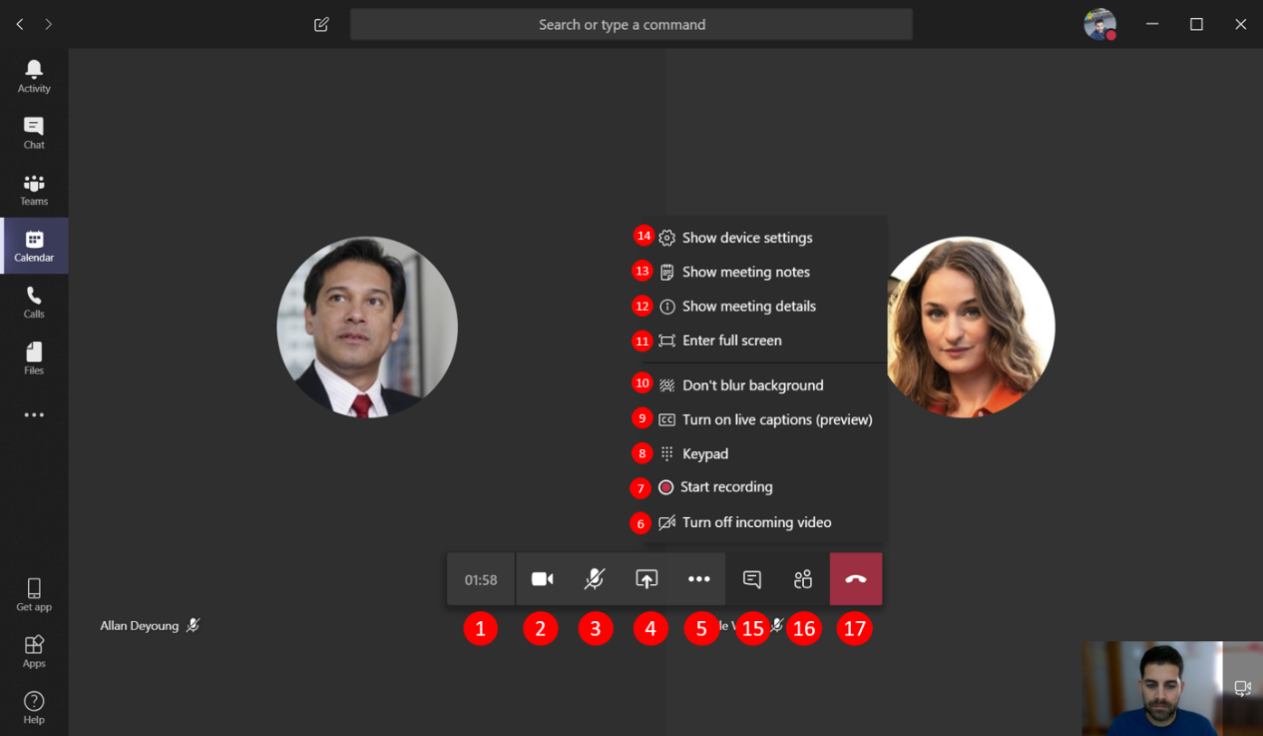 Search or type a command
Activity
Chat
Teams
Calendar
Calls
Files
Get app
Apps
Help
14 Show device settings
13 Show meeting notes
12 Show meeting details
11 Enter full screen
10 Don't blur background
9 CC Turn on live captions (preview)
8 Keypad
7 Start recording
6 Turn off incoming video
01:58
Allan Deyoung
1 2 3 4 5 15 16 17